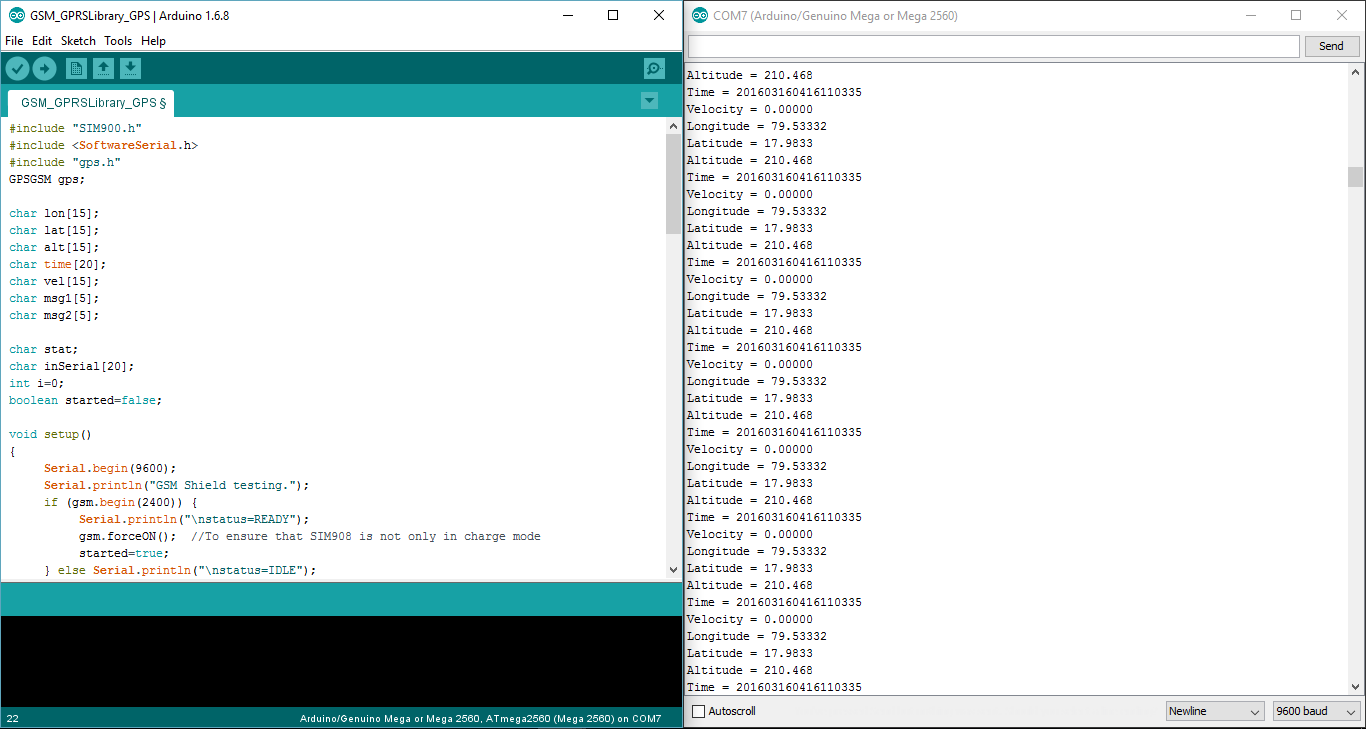 GSM_GPRSLibrary_GPS | Arduino 1.6.8
File Edit Sketch Tools Help
GSM_GPRSLibrary_GPS §
#include "SIM900.h"
#include <SoftwareSerial.h>
#include "gps.h"
GPSGSM gps;
char lon[15];
char lat[15];
char alt[15];
char time[20];
char vel[15];
char msg1[5];
char msg2[5];
char stat;
char inSerial[20];
int i=0;
boolean started=false;
void setup()
{
Serial.begin(9600);
Serial.println("GSM Shield testing.");
if (gsm.begin(2400)) {
Serial.println("\nstatus=READY");
gsm.forceON();  //To ensure that SIM908 is not only in charge mode
started=true;
} else Serial.println("\nstatus=IDLE");
22
Arduino/Genuino Mega or Mega 2560, ATmega2560 (Mega 2560) on COM7
COM7 (Arduino/Genuino Mega or Mega 2560)
Send
Altitude = 210.468
Time = 201603160416110335
Velocity = 0.00000
Longitude = 79.53332
Latitude = 17.9833
Altitude = 210.468
Time = 201603160416110335
Velocity = 0.00000
Longitude = 79.53332
Latitude = 17.9833
Altitude = 210.468
Time = 201603160416110335
Velocity = 0.00000
Longitude = 79.53332
Latitude = 17.9833
Altitude = 210.468
Time = 201603160416110335
Velocity = 0.00000
Longitude = 79.53332
Latitude = 17.9833
Altitude = 210.468
Time = 201603160416110335
Velocity = 0.00000
Longitude = 79.53332
Latitude = 17.9833
Altitude = 210.468
Time = 201603160416110335
Velocity = 0.00000
Longitude = 79.53332
Latitude = 17.9833
Altitude = 210.468
Time = 201603160416110335
Velocity = 0.00000
Longitude = 79.53332
Latitude = 17.9833
Altitude = 210.468
Time = 201603160416110335
Autoscroll
Newline
9600 baud